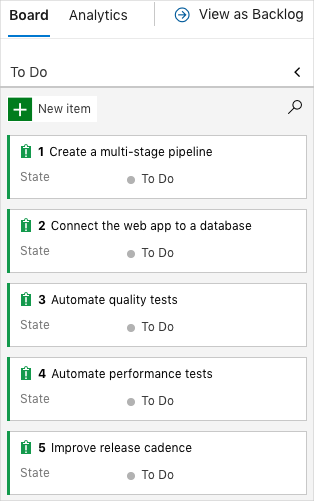 Board Analytics View as Backlog
To Do
New item
1 Create a multi-stage pipeline
State To Do
2 Connect the web app to a database
State To Do
3 Automate quality tests
State To Do
4 Automate performance tests
State To Do
5 Improve release cadence
State To Do